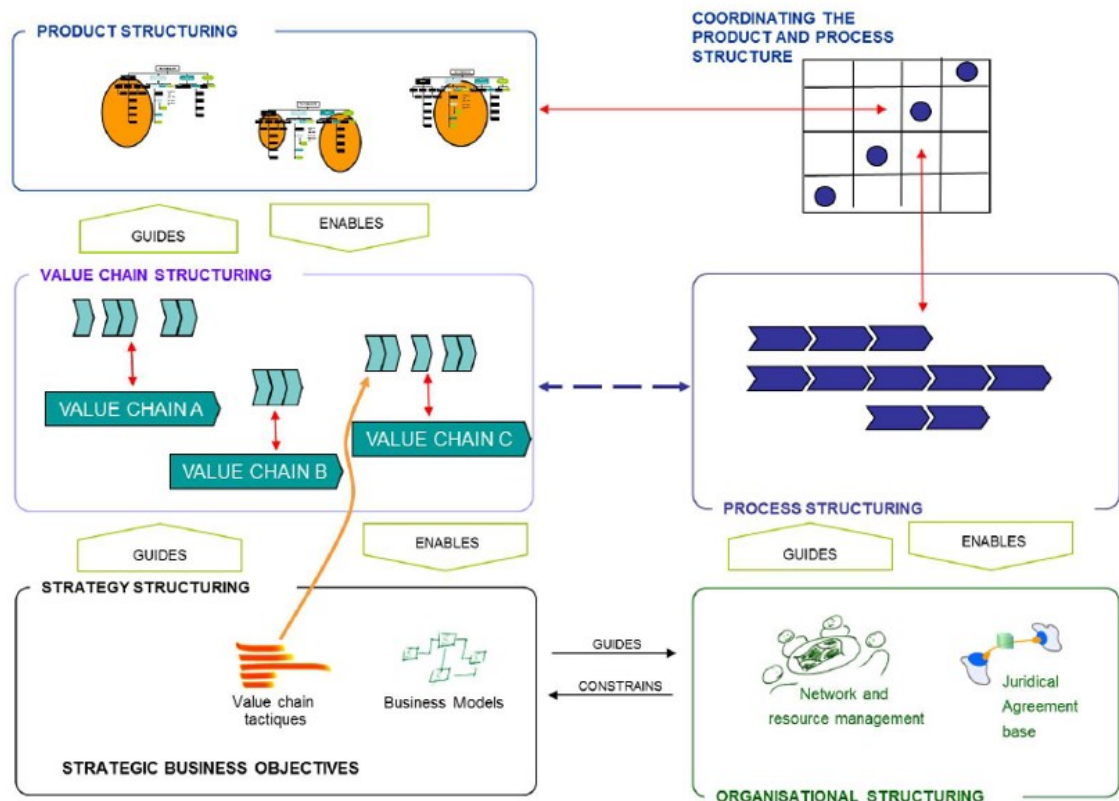 PRODUCT STRUCTURING
COORDINATING THE
PRODUCT AND PROCESS
STRUCTURE
GUIDES
ENABLES
VALUE CHAIN STRUCTURING
VALUE CHAIN A
VALUE CHAIN B
VALUE CHAIN C
PROCESS STRUCTURING
GUIDES
ENABLES
GUIDES
ENABLES
STRATEGY STRUCTURING
Value chain
tactiques
Business Models
STRATEGIC BUSINESS OBJECTIVES
GUIDES
CONSTRAINS
Network and
resource management
Juridical
Agreement
base
ORGANISATIONAL STRUCTURING